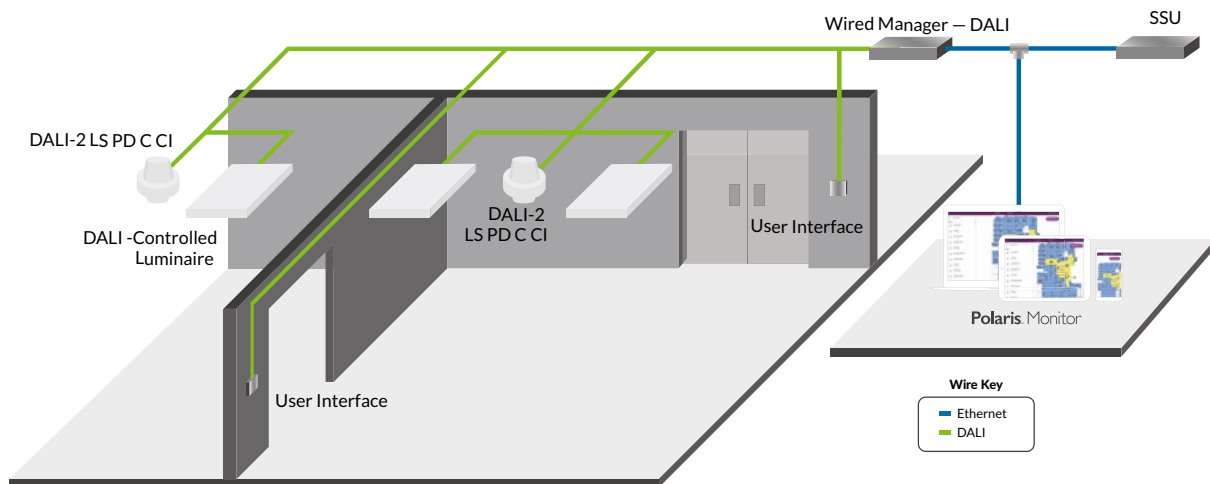 Wired Manager — DALI
SSU
DALI-2 LS PD C CI
DALI -Controlled
Luminaire
DALI-2
LS PD C CI
User Interface
User Interface
Polaris. Monitor
Wire Key
Ethernet
DALI